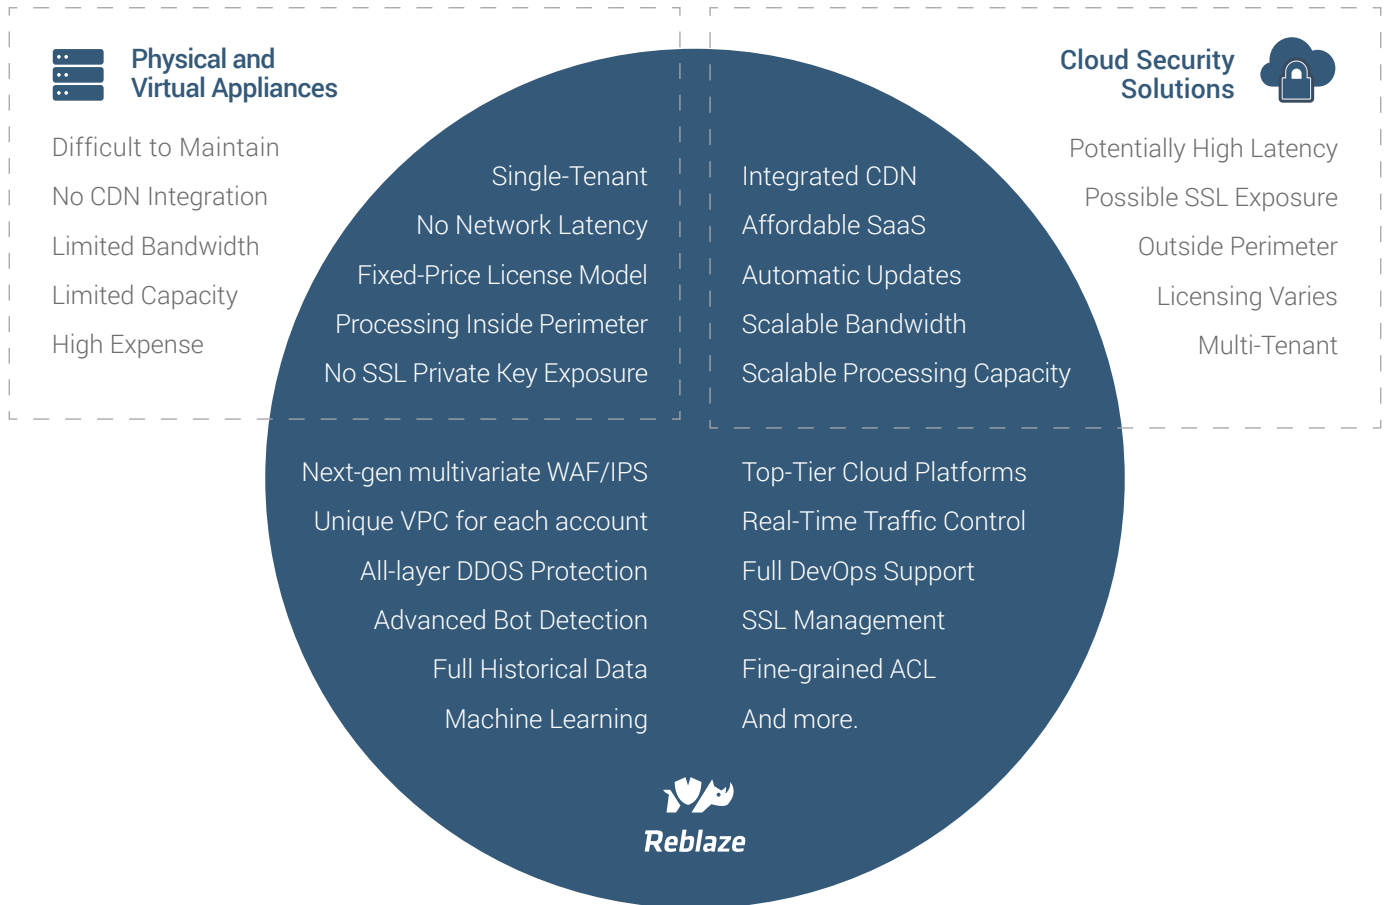 Physical and
Virtual Appliances
Difficult to Maintain
No CDN Integration
Limited Bandwidth
Limited Capacity
High Expense
Single-Tenant
No Network Latency
Fixed-Price License Model
Processing Inside Perimeter
No SSL Private Key Exposure
Integrated CDN
Affordable SaaS
Automatic Updates
Scalable Bandwidth
Scalable Processing Capacity
Cloud Security
Solutions
Potentially High Latency
Possible SSL Exposure
Outside Perimeter
Licensing Varies
Multi-Tenant
Next-gen multivariate WAF/IPS
Unique VPC for each account
All-layer DDOS Protection
Advanced Bot Detection
Full Historical Data
Machine Learning
Top-Tier Cloud Platforms
Real-Time Traffic Control
Full DevOps Support
SSL Management
Fine-grained ACL
And more.
Reblaze